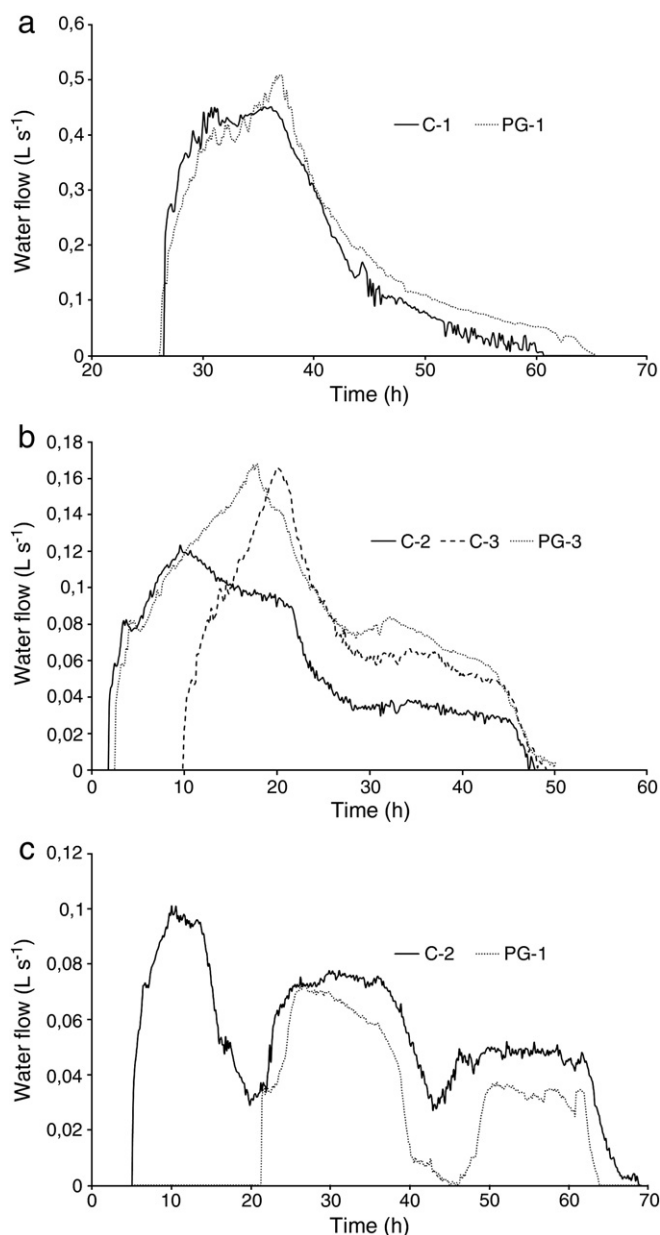 a
0,6
0,5
0,4
0,3
0,2
0,1
0
Water flow (L s⁻¹)
C-1 PG-1
20 30 40 50 60 70
Time (h)
b
0,18
0,16
0,14
0,12
0,10
0,08
0,06
0,04
0,02
0
Water flow (L s⁻¹)
C-2 C-3 PG-3
0 10 20 30 40 50 60
Time (h)
c
0,12
0,1
0,08
0,06
0,04
0,02
0
Water flow (L s⁻¹)
C-2 PG-1
0 10 20 30 40 50 60 70
Time (h)